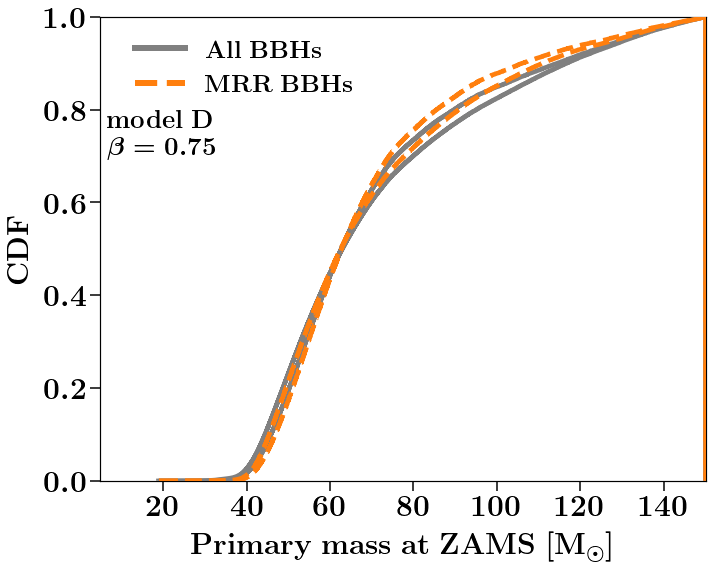 1.0
0.8
0.6
0.4
0.2
0.0
CDF
All BBHs
MRR BBHs
model D
β = 0.75
20 40 60 80 100 120 140
Primary mass at ZAMS [M⊙]